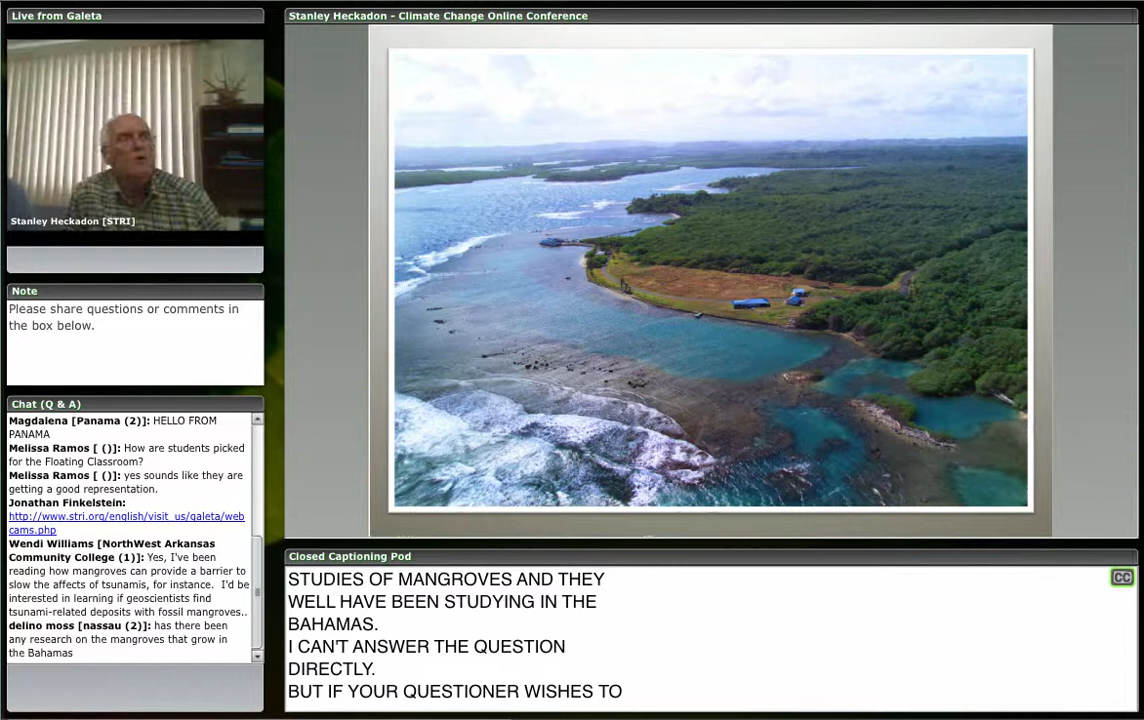 Live from Galeta
Stanley Heckadon [STRI]
Note
Please share questions or comments in
the box below.
Chat (Q & A)
Magdalena [Panama (2)]: HELLO FROM
PANAMA
Melissa Ramos [ ()]: How are students picked
for the Floating Classroom?
Melissa Ramos [ ()]: yes sounds like they are
getting a good representation.
Jonathan Finkelstein:
http://www.stri.org/english/visit_us/galeta/web
cams.php
Wendi Williams [NorthWest Arkansas
Community College (1)]: Yes, I've been
reading how mangroves can provide a barrier to
slow the affects of tsunamis, for instance.  I'd be
interested in learning if geoscientists find
tsunami-related deposits with fossil mangroves..
delino moss [nassau (2)]: has there been
any research on the mangroves that grow in
the Bahamas
Stanley Heckadon - Climate Change Online Conference
Closed Captioning Pod
CC
STUDIES OF MANGROVES AND THEY
WELL HAVE BEEN STUDYING IN THE
BAHAMAS.
I CAN'T ANSWER THE QUESTION
DIRECTLY.
BUT IF YOUR QUESTIONER WISHES TO